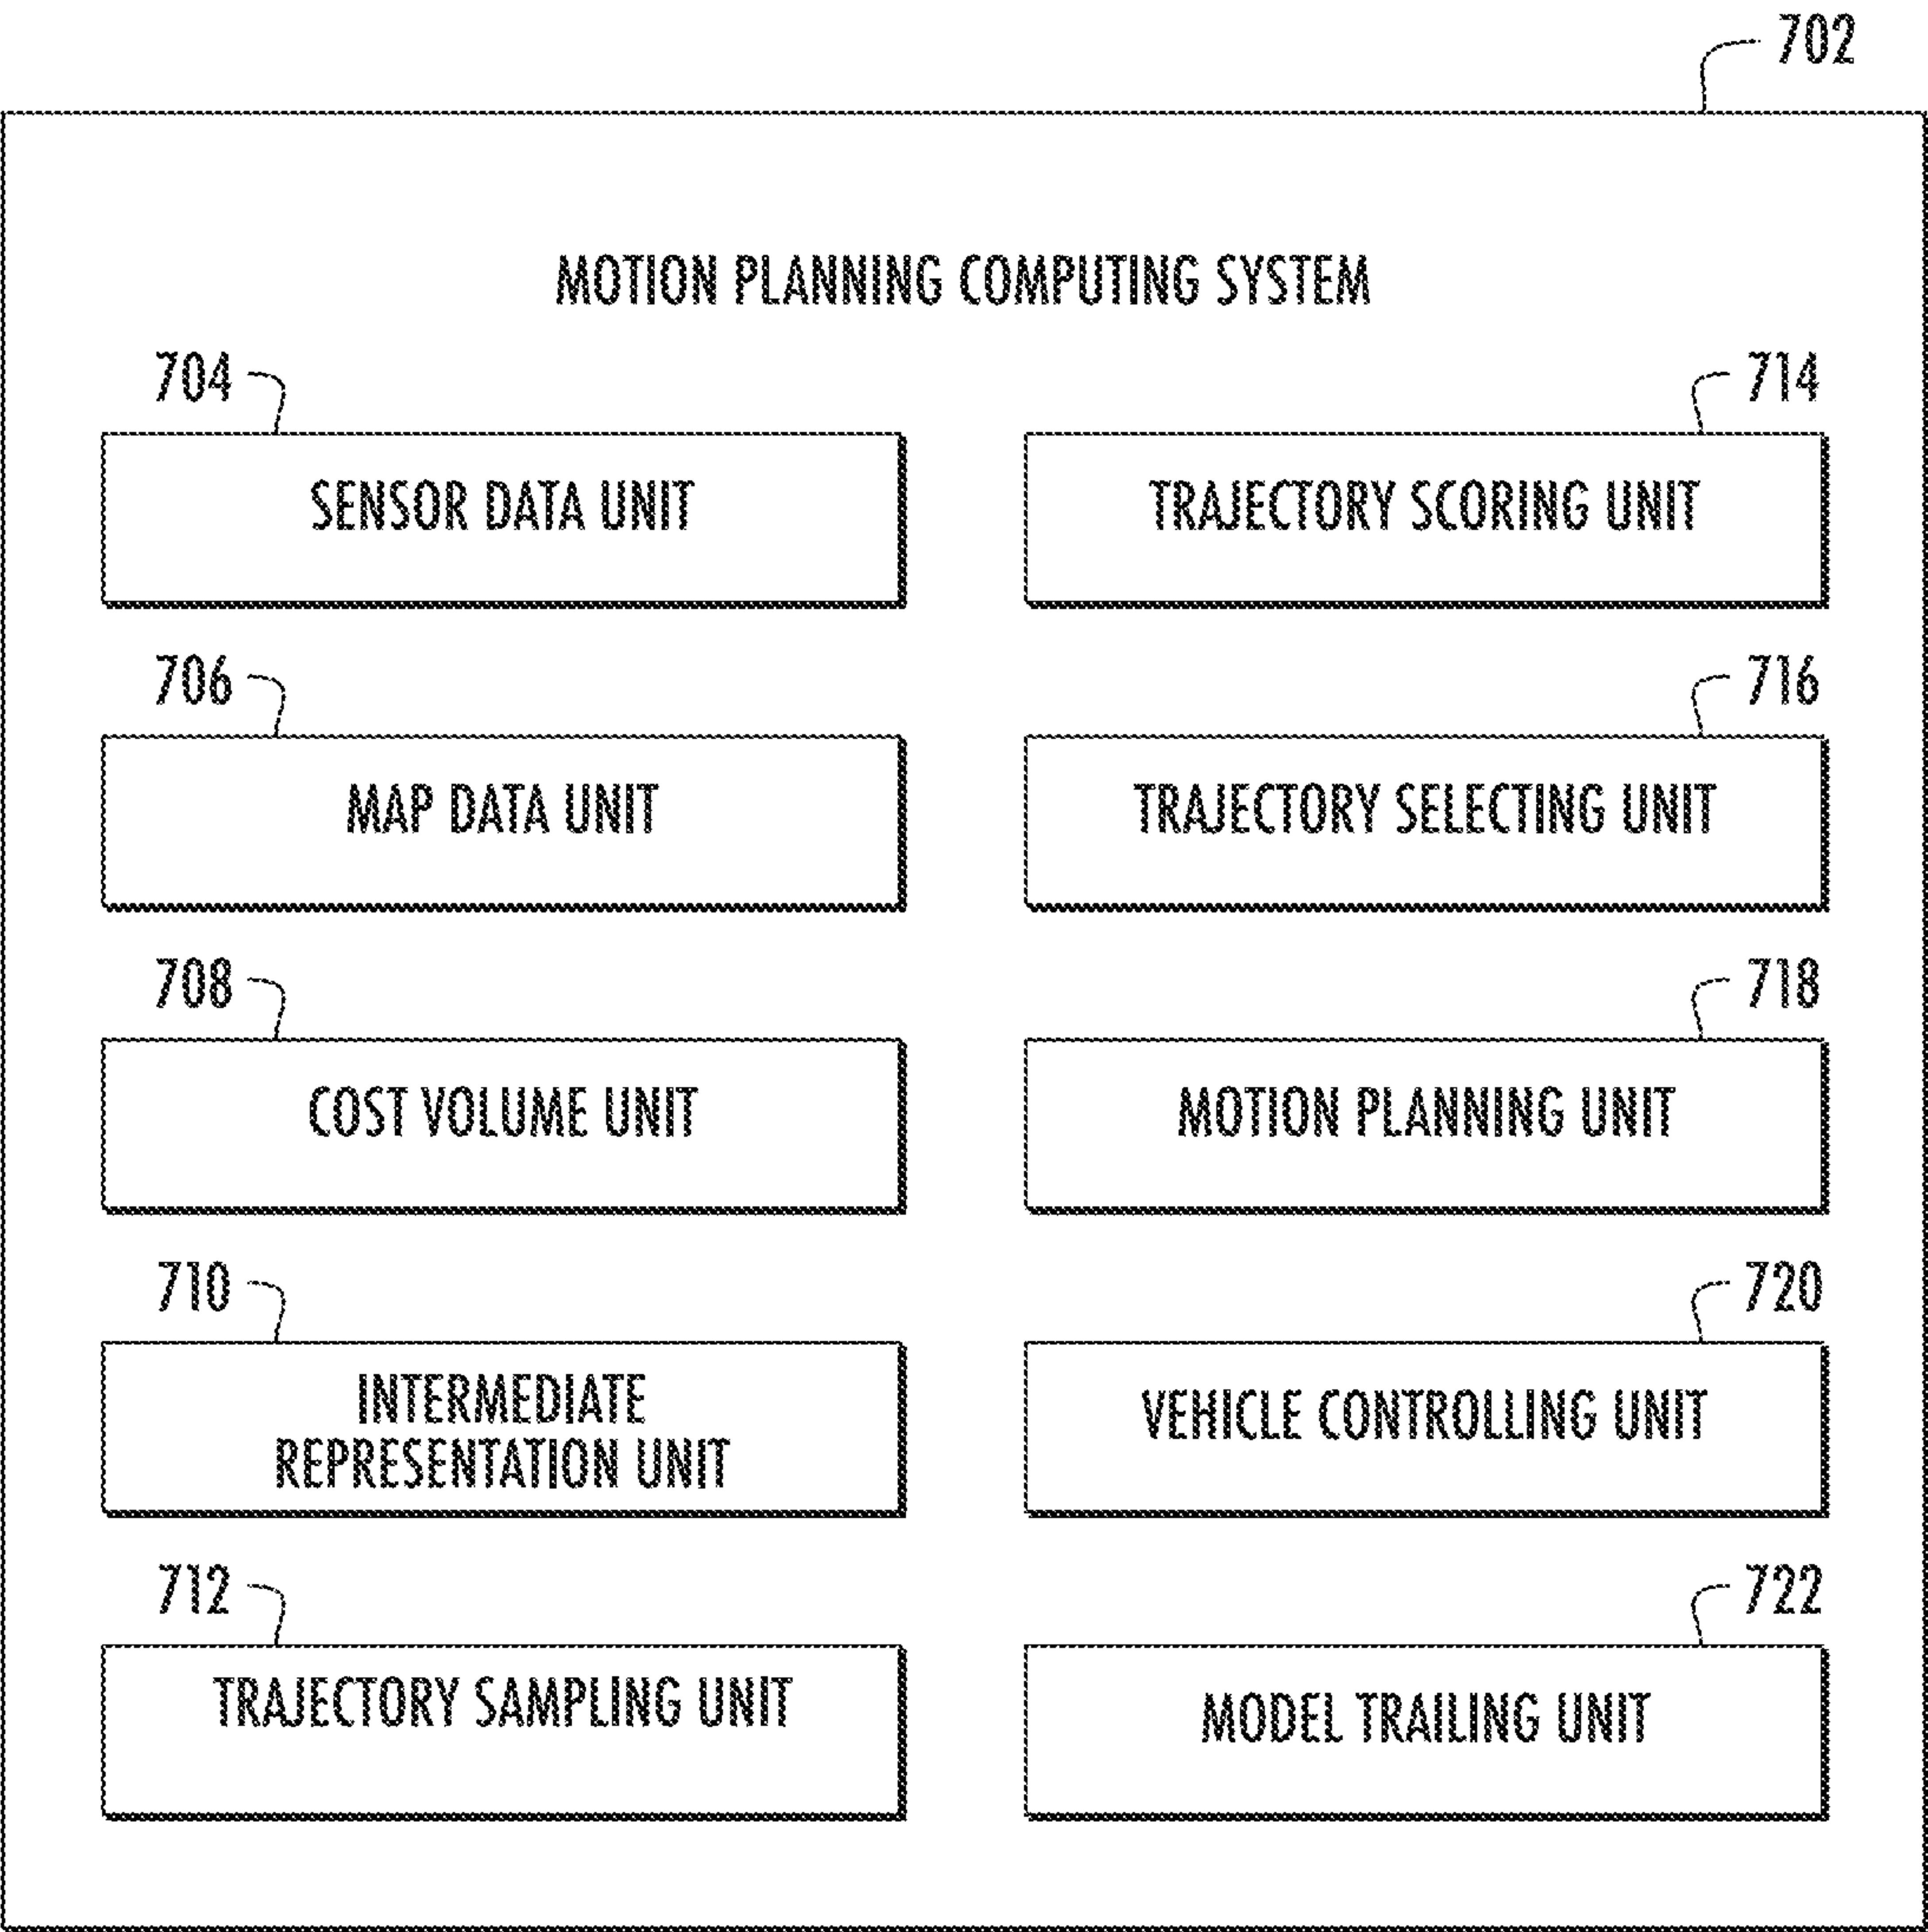 702
MOTION PLANNING COMPUTING SYSTEM
704
SENSOR DATA UNIT
706
MAP DATA UNIT
708
COST VOLUME UNIT
710
INTERMEDIATE
REPRESENTATION UNIT
712
TRAJECTORY SAMPLING UNIT
714
TRAJECTORY SCORING UNIT
716
TRAJECTORY SELECTING UNIT
718
MOTION PLANNING UNIT
720
VEHICLE CONTROLLING UNIT
722
MODEL TRAILING UNIT